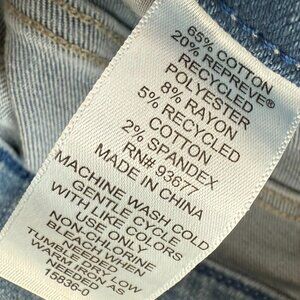 65% COTTON
20% REPREVE®
RECYCLED
POLYESTER
8% RAYON
5% RECYCLED
COTTON
2% SPANDEX
RN# 93677
MADE IN CHINA
MACHINE WASH COLD
GENTLE CYCLE
WITH LIKE COLORS
USE ONLY
NON-CHLORINE
BLEACH WHEN
TUMBLE DRY LOW
WARM IRON AS
NEEDED
15836-0